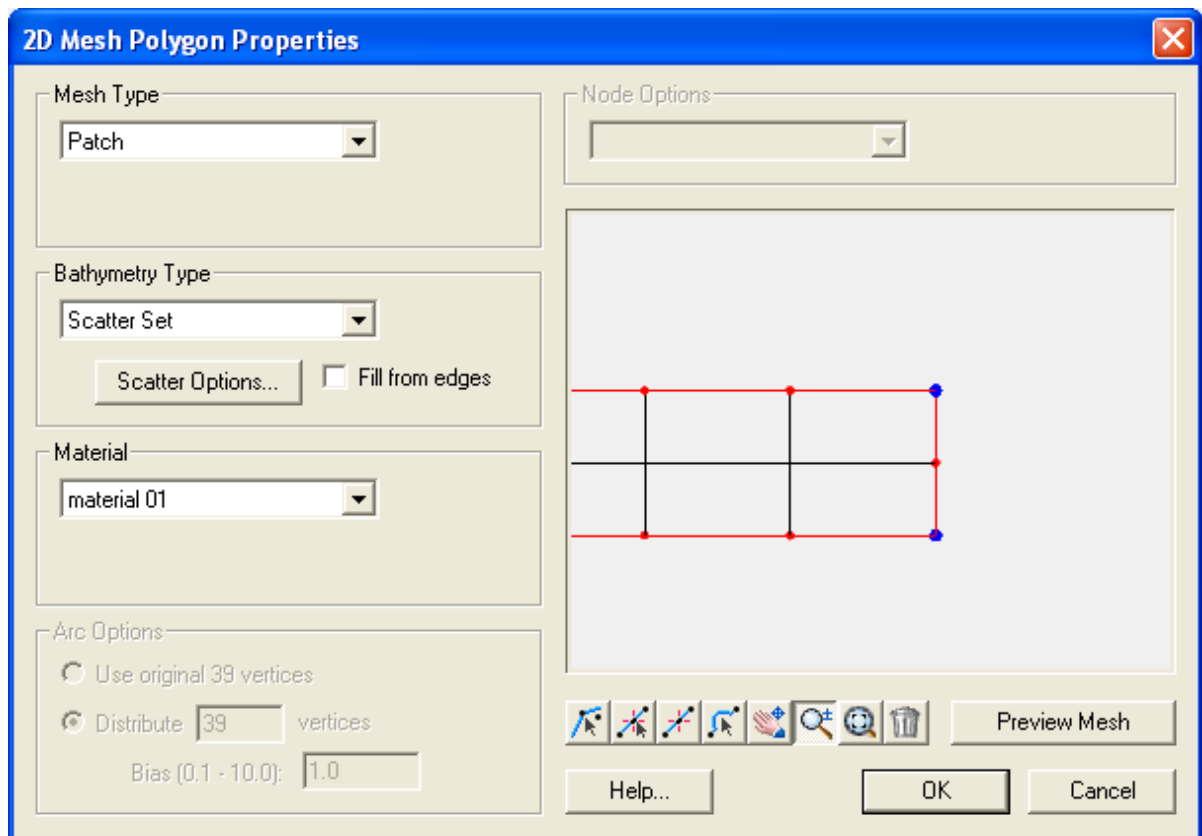 2D Mesh Polygon Properties
Mesh Type
Patch
Bathymetry Type
Scatter Set
Scatter Options...
Fill from edges
Material
material 01
Arc Options
Use original 39 vertices
Distribute 39 vertices
Bias (0.1 - 10.0): 1.0
Node Options
Preview Mesh
Help...
OK
Cancel